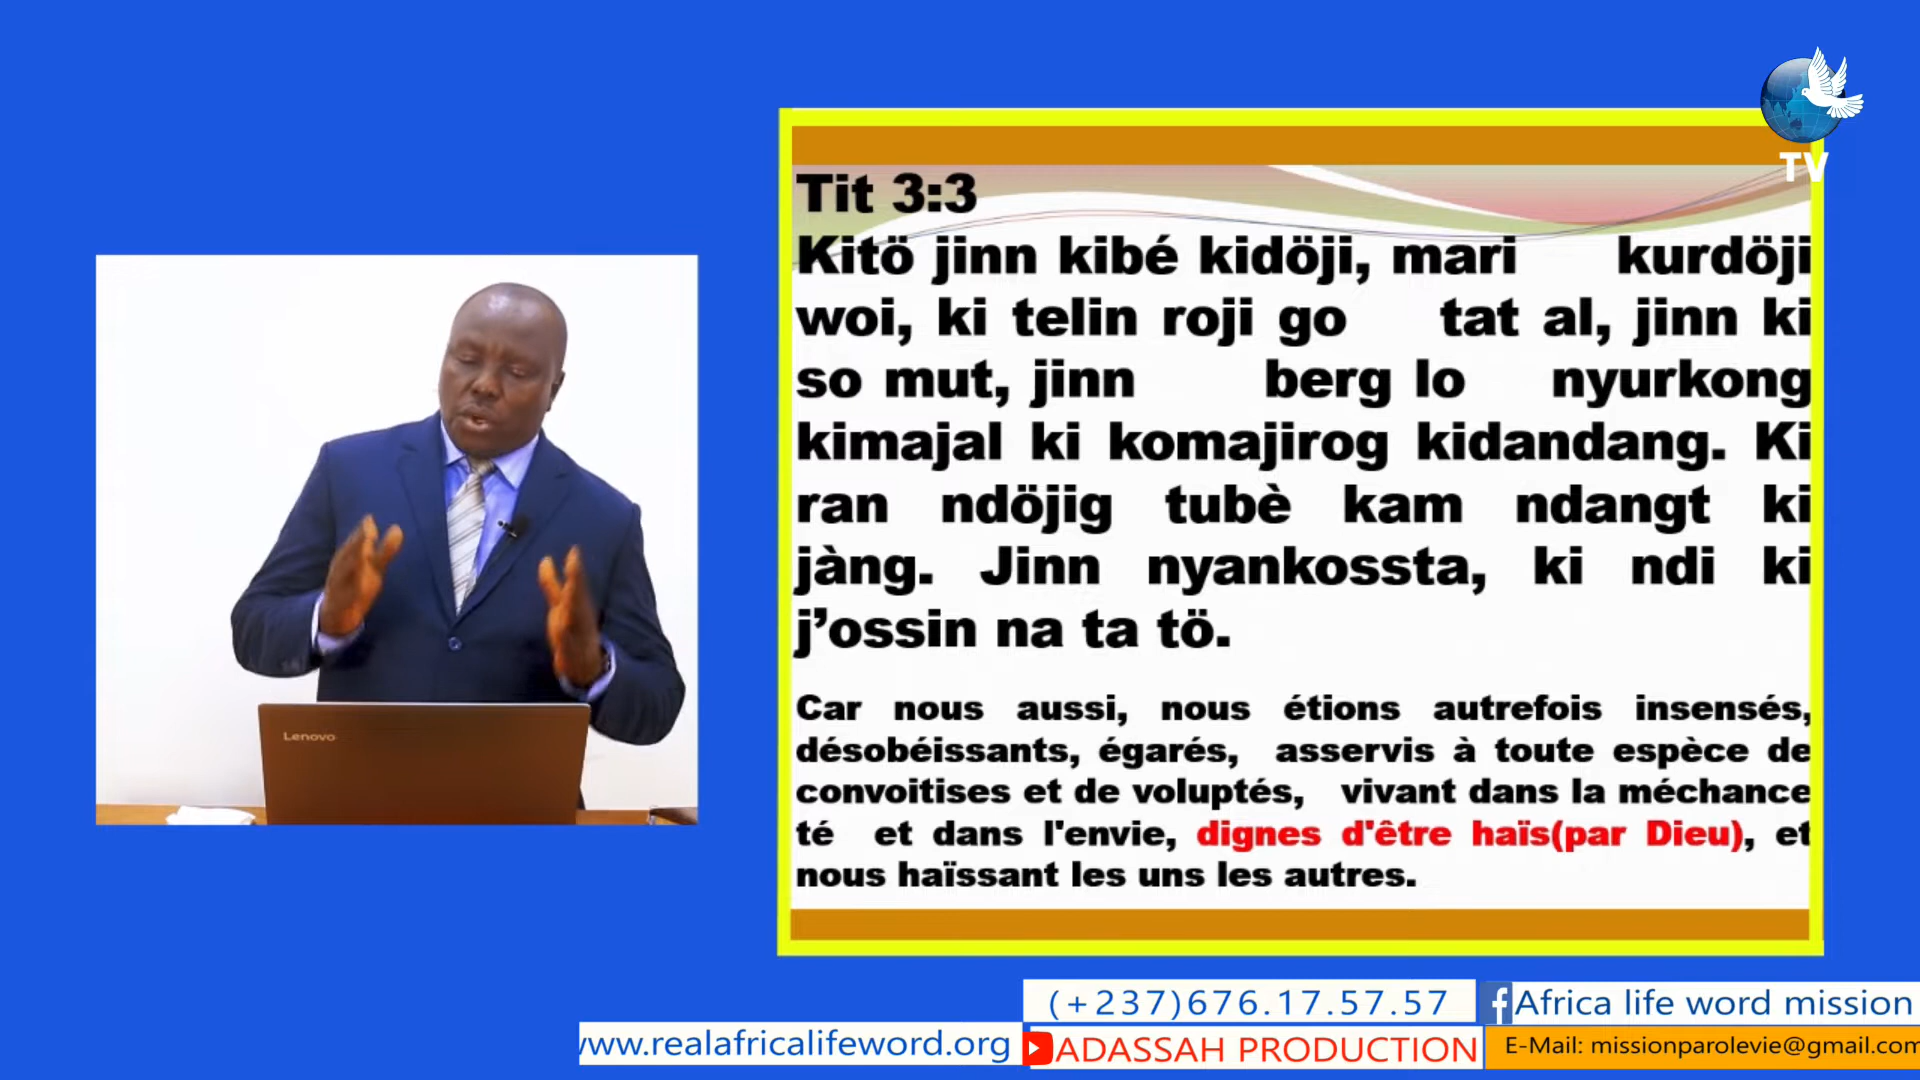 TV
Tit 3:3
Kitö jinn kibé kidöji, mari kurdöji
woi, ki telin roji go tat al, jinn ki
so mut, jinn berg lo nyurkong
kimajal ki komajirog kidandang. Ki
ran ndöjig tubè kam ndangt ki
jàng. Jinn nyankossta, ki ndi ki
j’ossin na ta tö.
Car nous aussi, nous étions autrefois insensés,
désobéissants, égarés, asservis à toute espèce de
convoitises et de voluptés, vivant dans la méchance
té et dans l'envie, dignes d'être haïs(par Dieu), et
nous haïssant les uns les autres.
Lenovo
(+237)676.17.57.57
Africa life word mission
www.realafricalifeword.org
ADASSAH PRODUCTION
E-Mail: missionparolevie@gmail.com